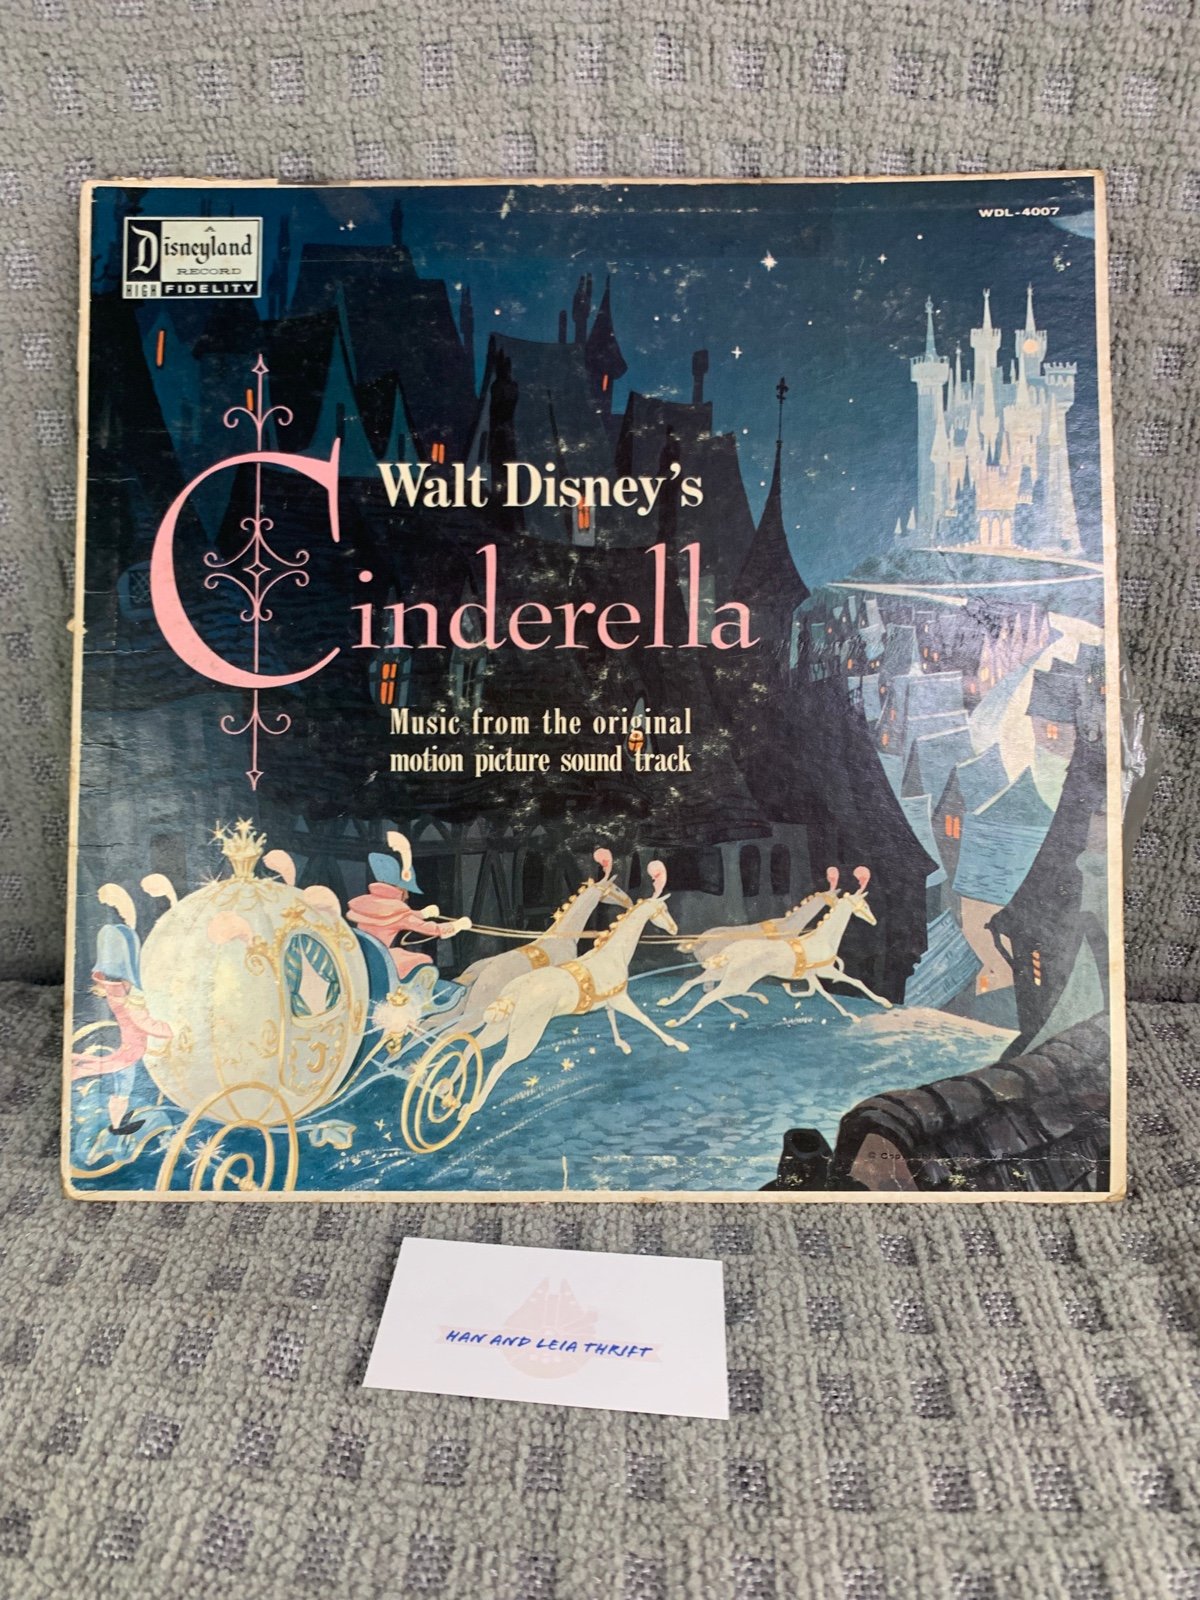 WDL-4007
A
Disneyland
RECORD
HIGH FIDELITY
Walt Disney's
Cinderella
Music from the original
motion picture sound track
HAN AND LEIA THRIFT